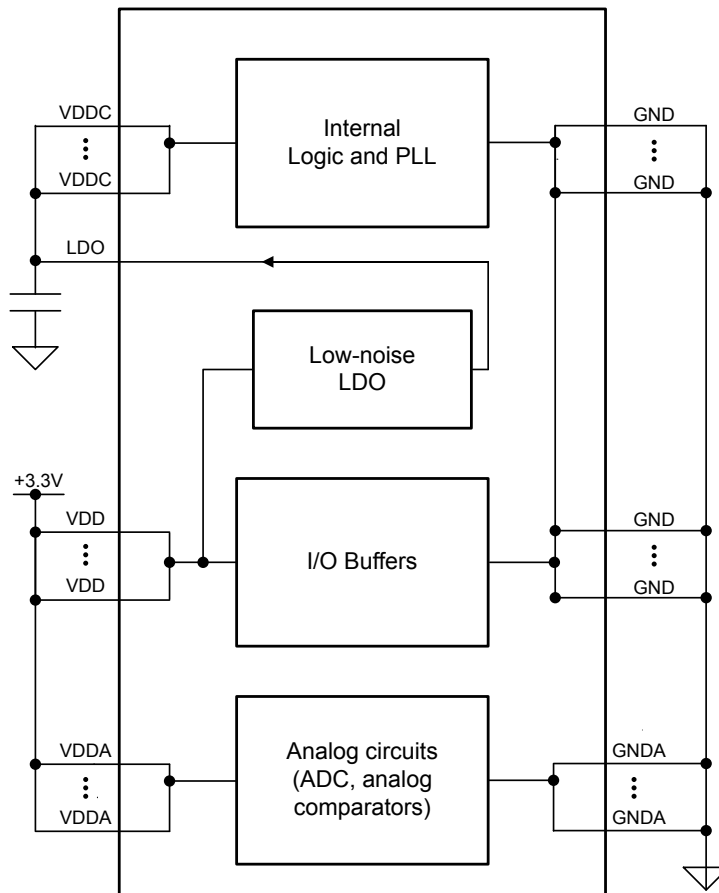 VDDC
VDDC
Internal
Logic and PLL
GND
GND
LDO
Low-noise
LDO
+3.3V
VDD
VDD
I/O Buffers
GND
GND
VDDA
VDDA
Analog circuits
(ADC, analog
comparators)
GNDA
GNDA